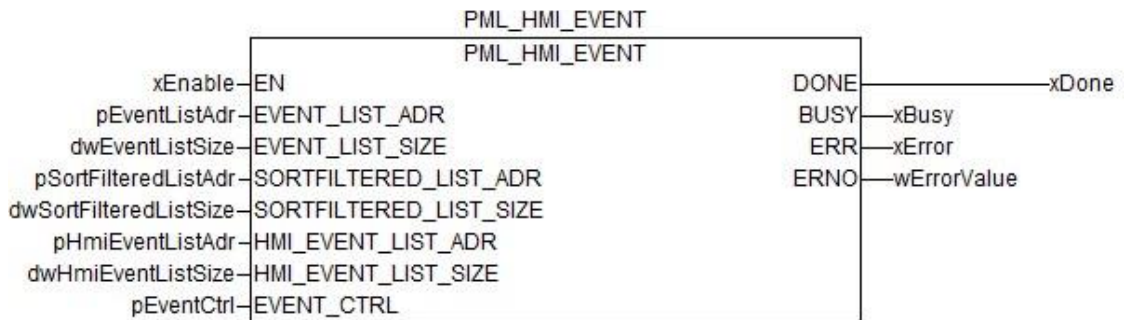 PML_HMI_EVENT
PML_HMI_EVENT
xEnable EN DONE xDone
pEventListAdr EVENT_LIST_ADR BUSY xBusy
dwEventListSize EVENT_LIST_SIZE ERR xError
pSortFilteredListAdr SORTFILTERED_LIST_ADR ERNO wErrorValue
dwSortFilteredListSize SORTFILTERED_LIST_SIZE
pHmiEventListAdr HMI_EVENT_LIST_ADR
dwHmiEventListSize HMI_EVENT_LIST_SIZE
pEventCtrl EVENT_CTRL